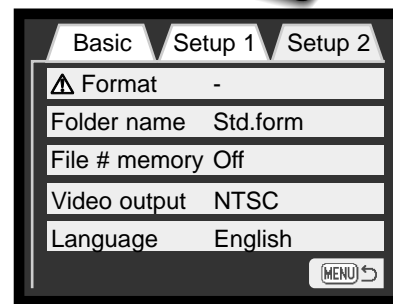 Basic Setup 1 Setup 2
⚠ Format -
Folder name Std.form
File # memory Off
Video output NTSC
Language English
MENU